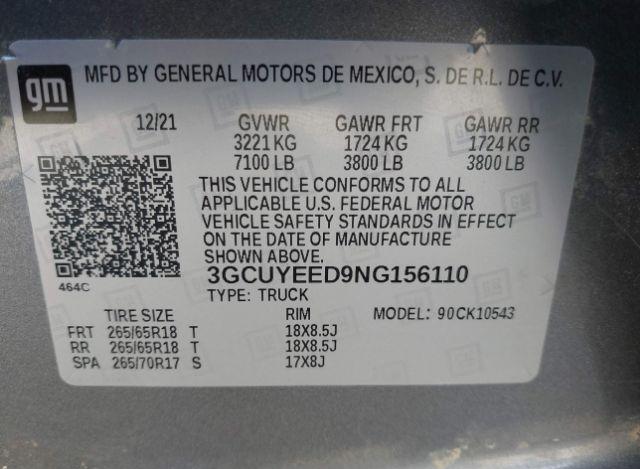 gm
MFD BY GENERAL MOTORS DE MEXICO, S. DE R.L. DE C.V.
12/21 GVWR GAWR FRT GAWR RR
3221 KG 1724 KG 1724 KG
7100 LB 3800 LB 3800 LB
THIS VEHICLE CONFORMS TO ALL
APPLICABLE U.S. FEDERAL MOTOR
VEHICLE SAFETY STANDARDS IN EFFECT
ON THE DATE OF MANUFACTURE
SHOWN ABOVE.
464C 3GCUYEED9NG156110
TYPE: TRUCK
TIRE SIZE RIM MODEL: 90CK10543
FRT 265/65R18 T 18X8.5J
RR 265/65R18 T 18X8.5J
SPA 265/70R17 S 17X8J